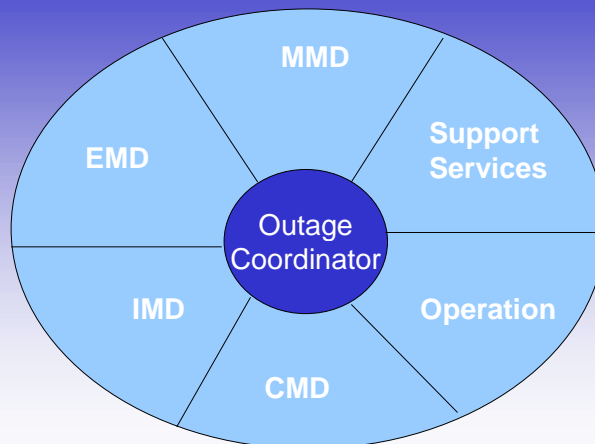 MMD
EMD
Support
Services
Outage
Coordinator
IMD
Operation
CMD